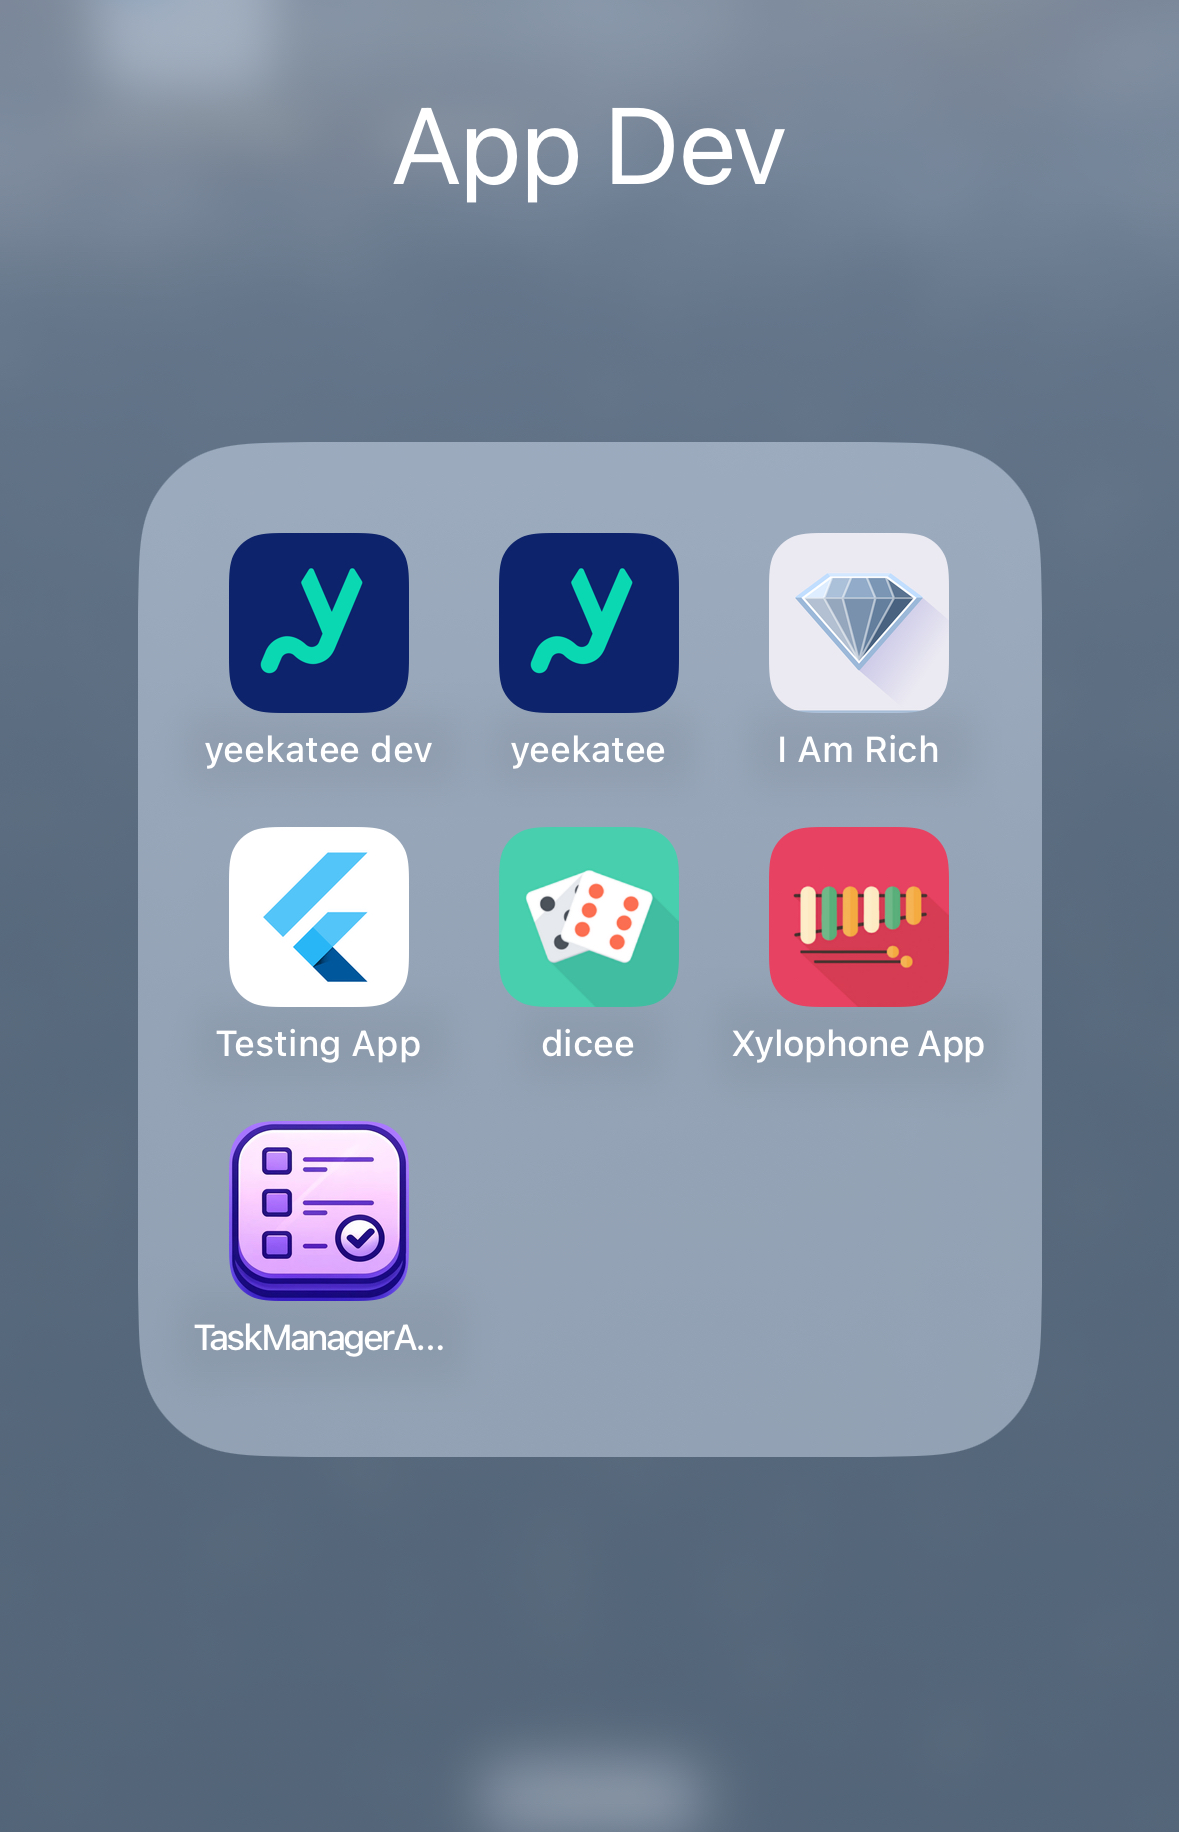 App Dev
yeekatee dev
yeekatee
I Am Rich
Testing App
dicee
Xylophone App
TaskManagerA...